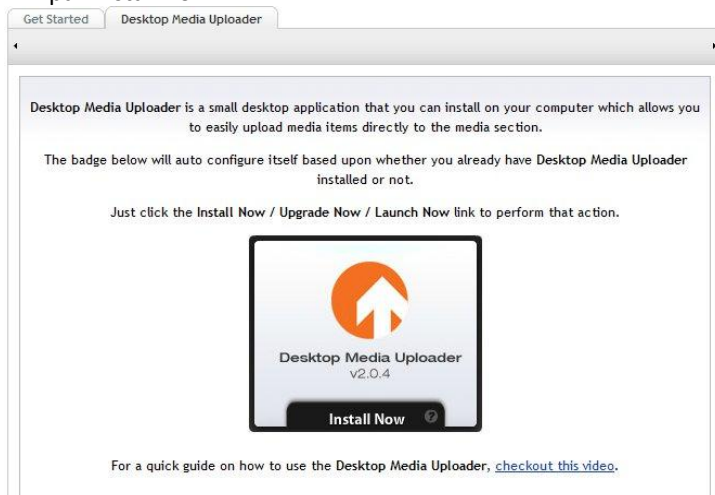 Get Started Desktop Media Uploader
Desktop Media Uploader is a small desktop application that you can install on your computer which allows you
to easily upload media items directly to the media section.
The badge below will auto configure itself based upon whether you already have Desktop Media Uploader
installed or not.
Just click the Install Now / Upgrade Now / Launch Now link to perform that action.
Desktop Media Uploader
v2.0.4
Install Now ?
For a quick guide on how to use the Desktop Media Uploader, checkout this video.